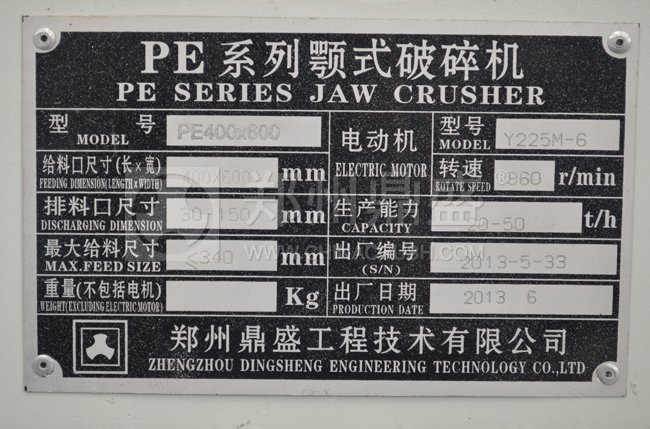 PE 系列颚式破碎机
PE SERIES JAW CRUSHER
型 号 PE400x600
MODEL
给料口尺寸(长×宽) 400X600 mm
FEEDING DIMENSION(LENGTH×WIDTH)
排料口尺寸 30-150 mm
DISCHARGING DIMENSION
最大给料尺寸 <340 mm
MAX.FEED SIZE
重量(不包括电机) Kg
WEIGHT(EXCLUDING ELECTRIC MOTOR)
电动机
ELECTRIC MOTOR
型号 Y225M-6
MODEL
转速 980 r/min
ROTATE SPEED
生产能力 20-50 t/h
CAPACITY
出厂编号 2013-5-33
(S/N)
出厂日期 2013 6
PRODUCTION DATE
郑州鼎盛工程技术有限公司
ZHENGZHOU DINGSHENG ENGINEERING TECHNOLOGY CO.,LTD
郑州鼎盛®